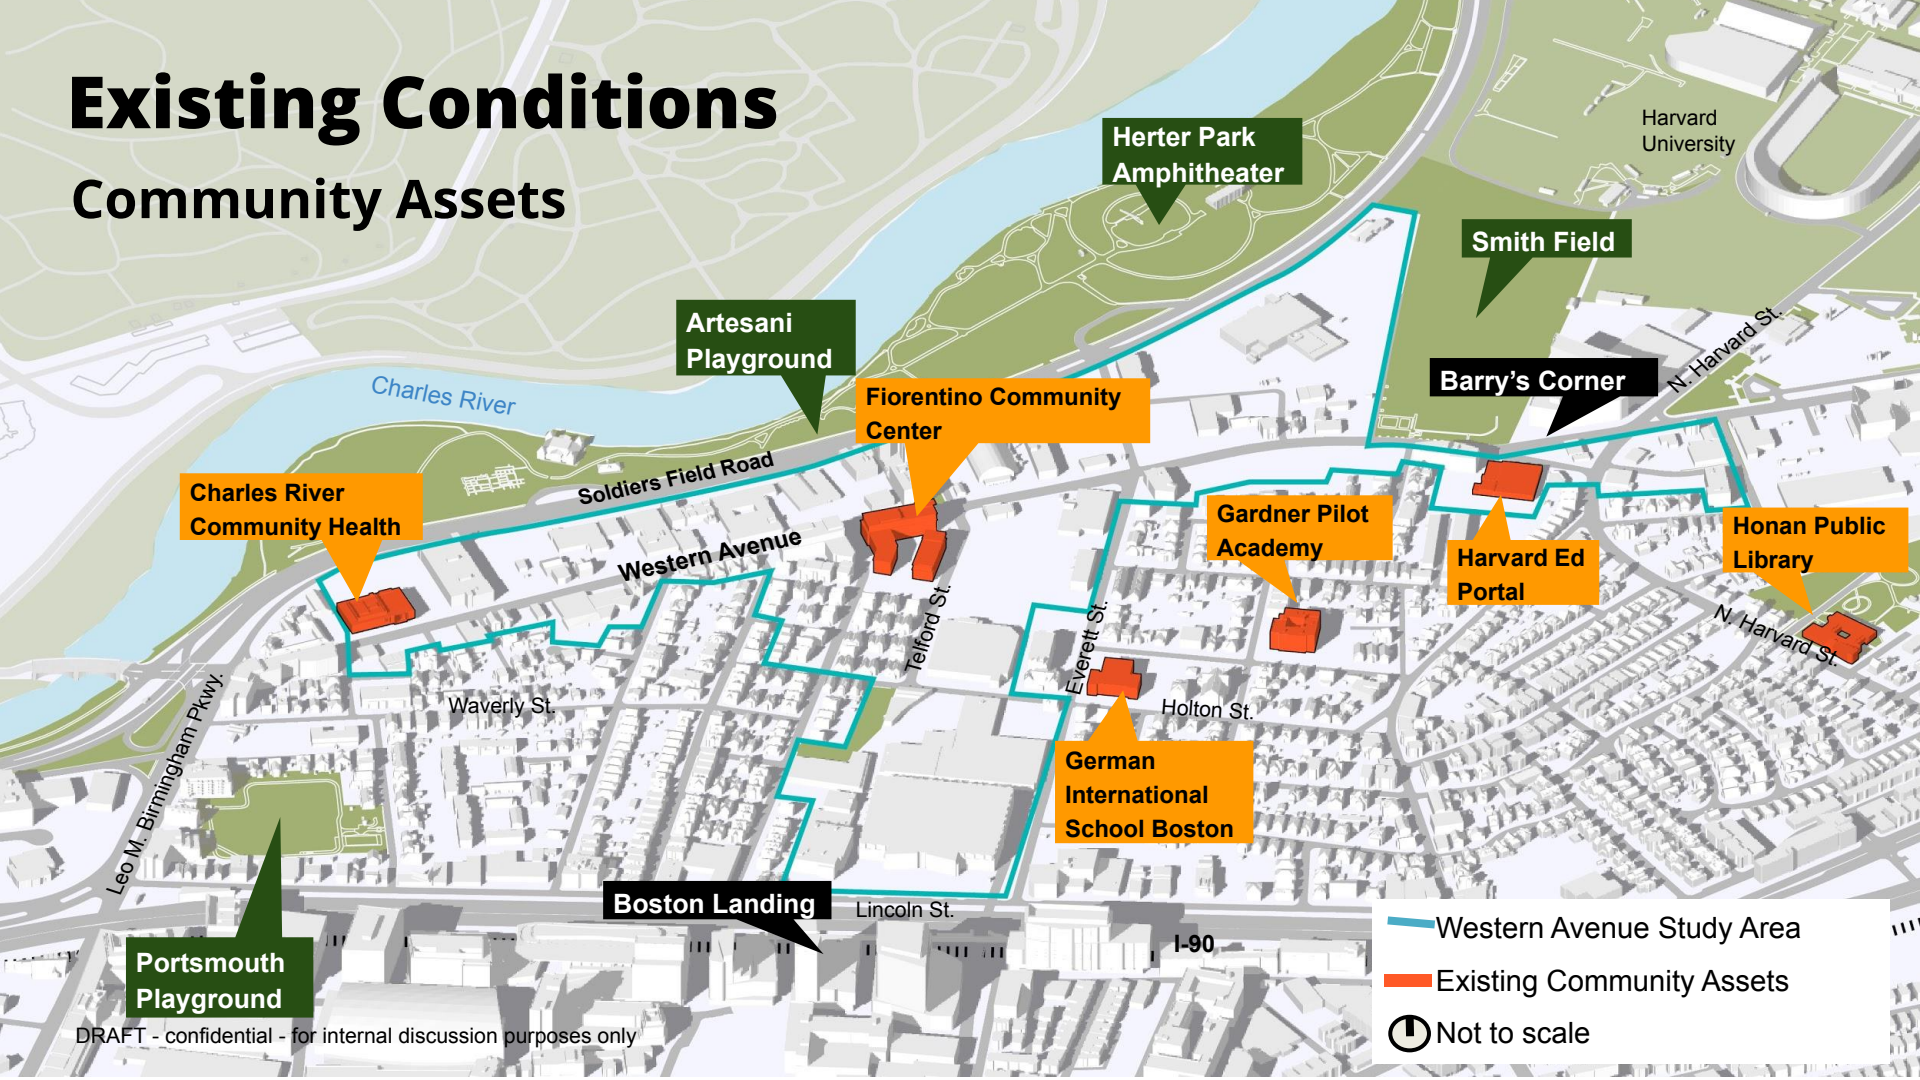 Existing Conditions
Community Assets
Harvard
University
Herter Park
Amphitheater
Smith Field
Artesani
Playground
N. Harvard St.
Barry's Corner
Charles River
Fiorentino Community
Center
Soldiers Field Road
Charles River
Community Health
Western Avenue
Gardner Pilot
Academy
Harvard Ed
Portal
Honan Public
Library
Telford St.
Everett St.
N. Harvard St.
Waverly St.
Holton St.
Leo M. Birmingham Pkwy.
German
International
School Boston
Boston Landing
Lincoln St.
I-90
Portsmouth
Playground
Western Avenue Study Area
Existing Community Assets
Not to scale
DRAFT - confidential - for internal discussion purposes only